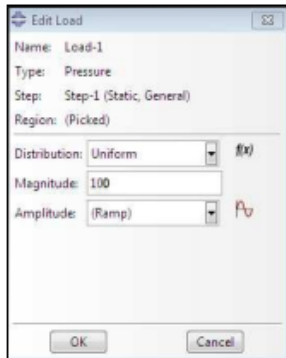 Edit Load
Name: Load-1
Type: Pressure
Step: Step-1 (Static, General)
Region: (Picked)
Distribution: Uniform f(x)
Magnitude: 100
Amplitude: (Ramp)
OK Cancel